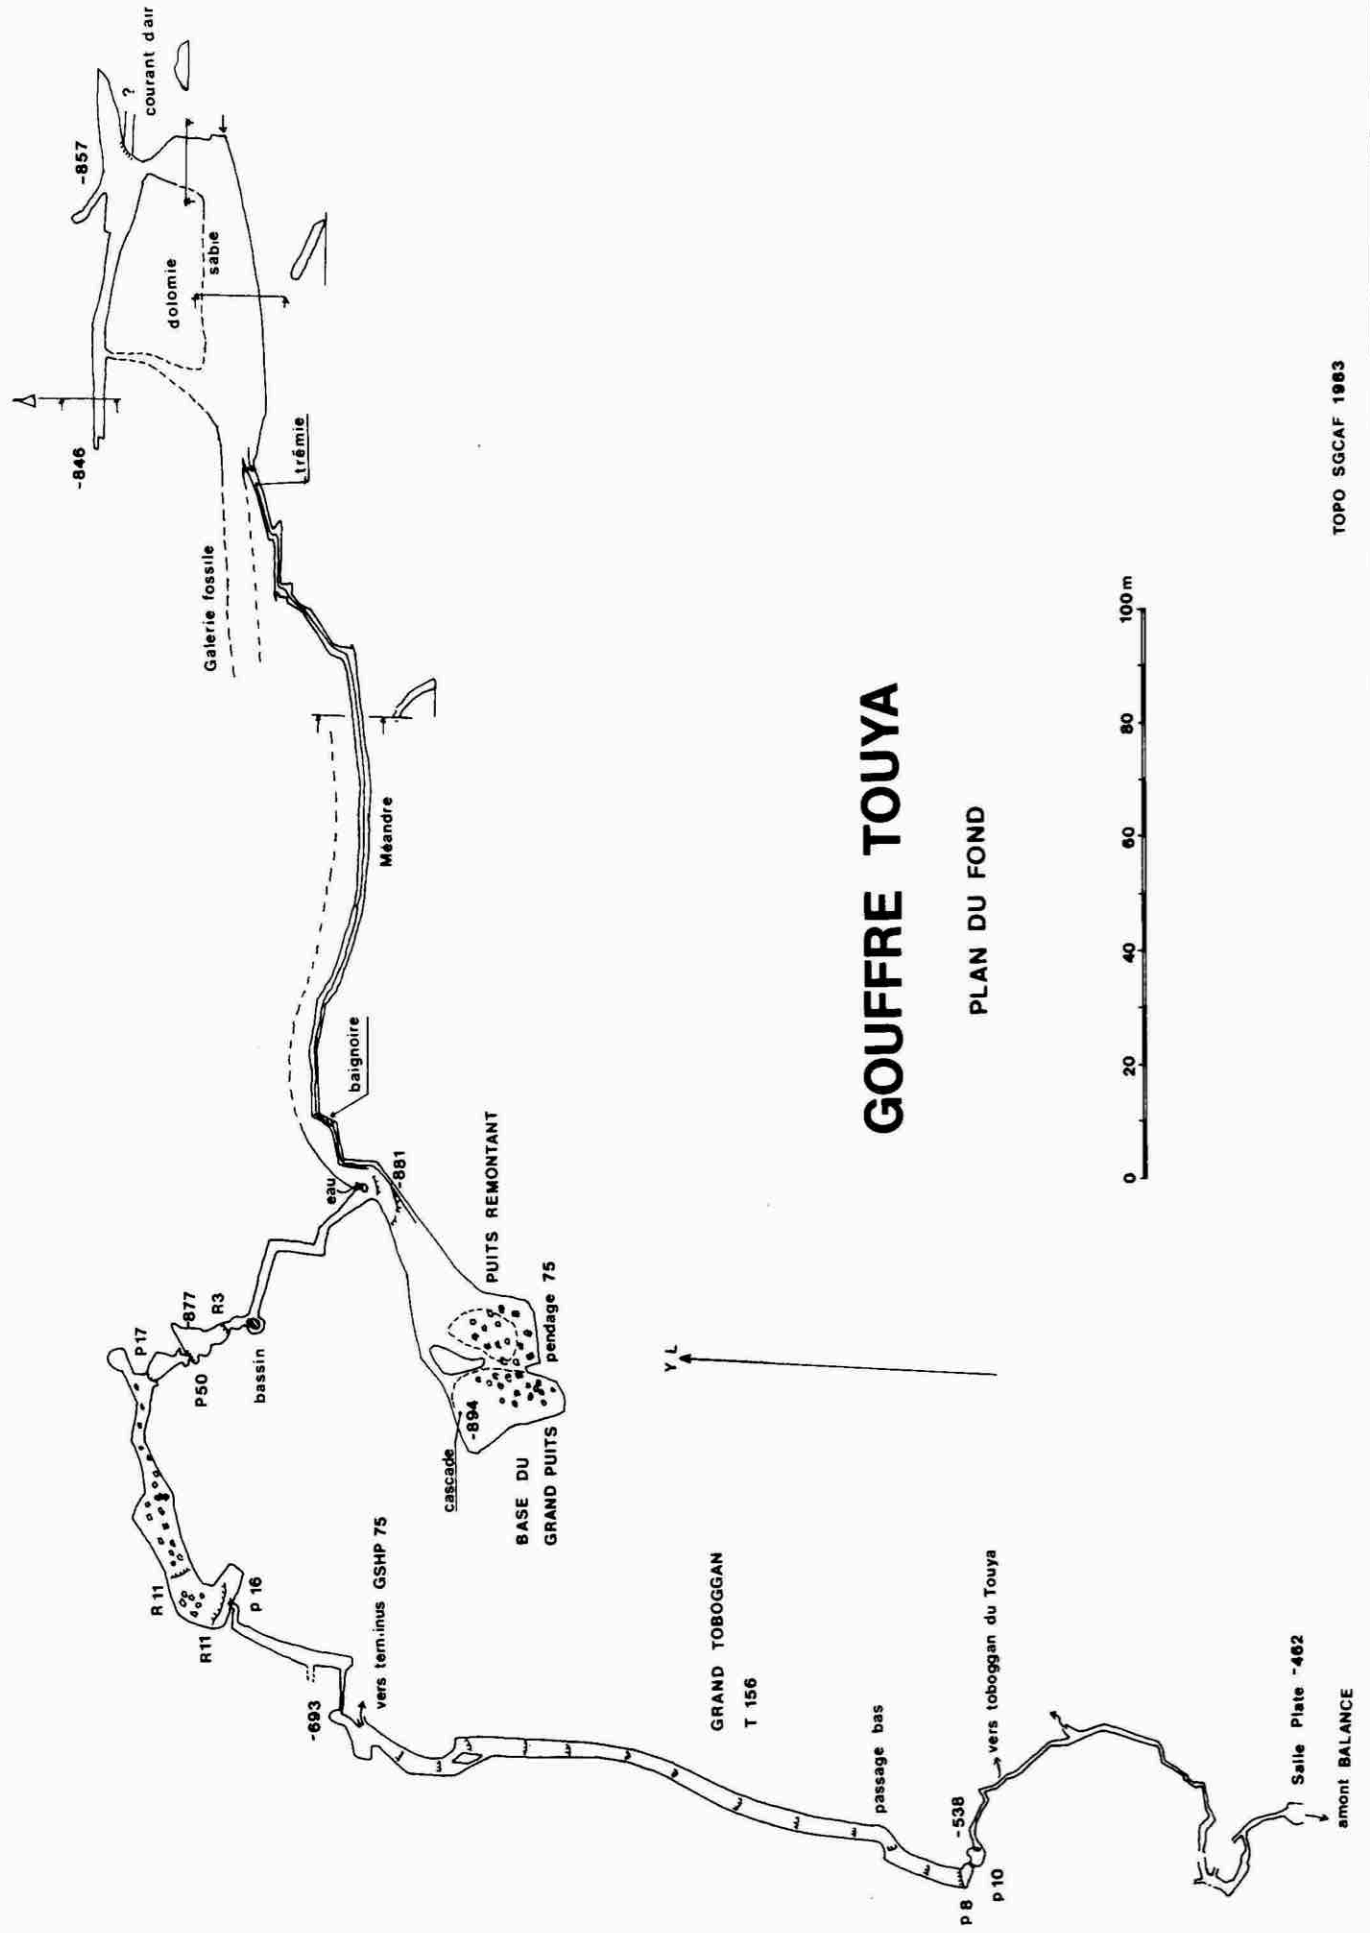 GOUFFRE TOUYA
PLAN DU FOND
0 20 40 60 80 100m
TOPO SGCAF 1983
Salle Plate -462
amont BALANCE
vers toboggan du Touya
-538
p 10
p 8
passage bas
GRAND TOBOGGAN
T 156
vers terminus GSHP 75
-693
p 16
R11
R 11
P17
P50
-877
R3
bassin
eau
-881
PUITS REMONTANT
pendage 75
cascade
-894
BASE DU
GRAND PUITS
baignoire
Méandre
Galerie fossile
trémie
-846
dolomie
sable
-857
?
courant d'air